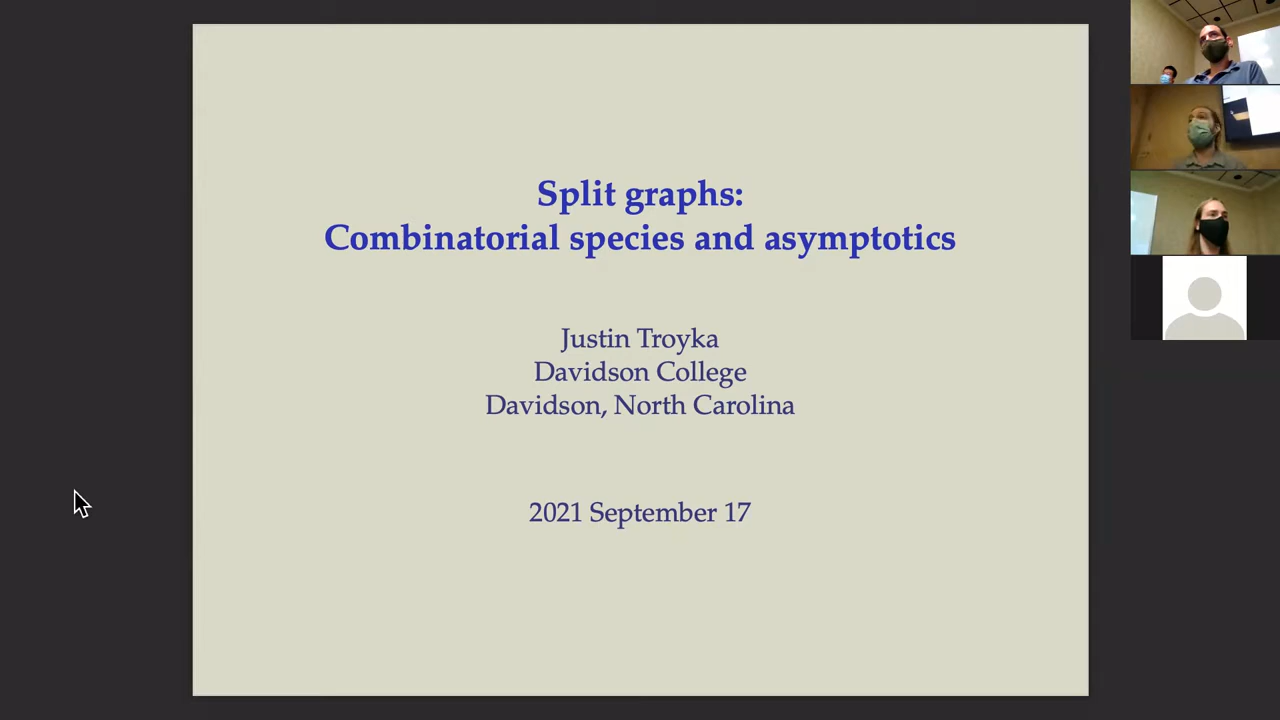 Split graphs:
Combinatorial species and asymptotics
Justin Troyka
Davidson College
Davidson, North Carolina
2021 September 17